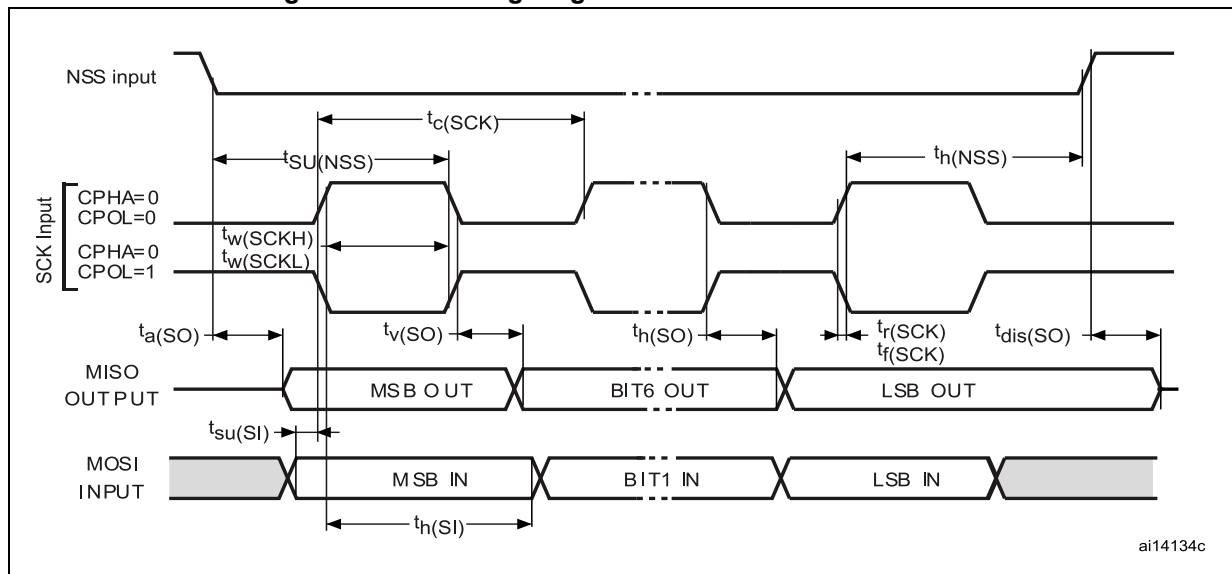 NSS input
tc(SCK)
tSU(NSS)
th(NSS)
SCK Input
CPHA=0
CPOL=0
tw(SCKH)
CPHA=0
tw(SCKL)
CPOL=1
ta(SO)
tv(SO)
th(SO)
tr(SCK)
tf(SCK)
tdis(SO)
MISO
OUTPUT
MSB OUT
BIT6 OUT
LSB OUT
tsu(SI)
MOSI
INPUT
MSB IN
BIT1 IN
LSB IN
th(SI)
ai14134c